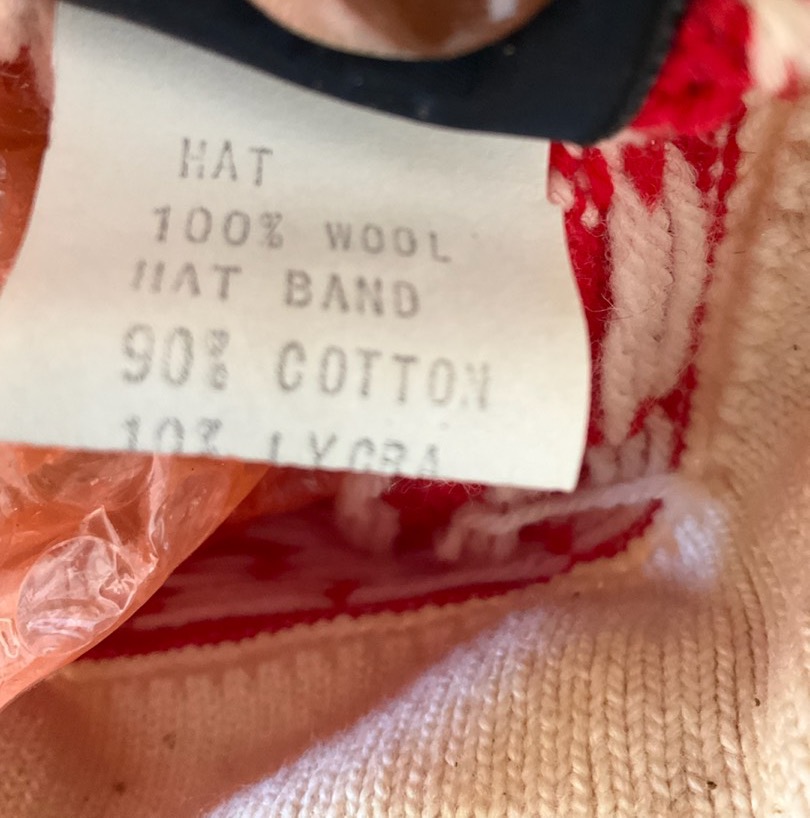 HAT
100% WOOL
HAT BAND
90% COTTON
10% LYCRA